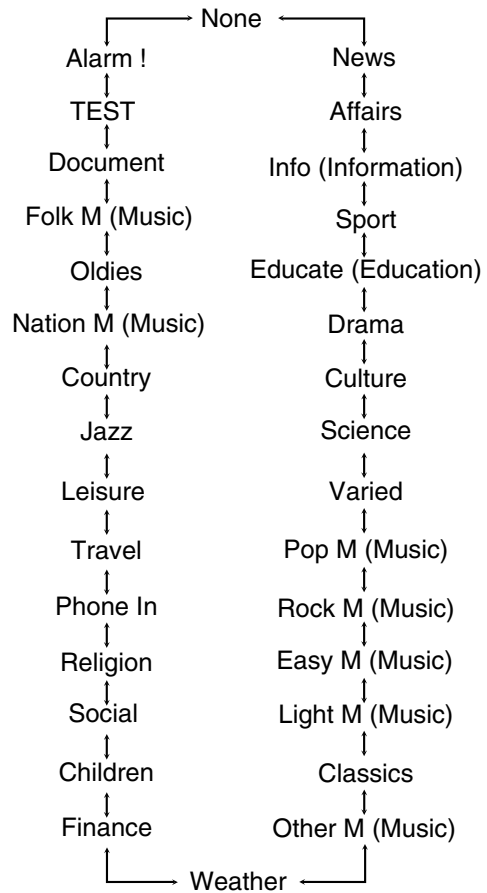 None
Alarm !
TEST
Document
Folk M (Music)
Oldies
Nation M (Music)
Country
Jazz
Leisure
Travel
Phone In
Religion
Social
Children
Finance
News
Affairs
Info (Information)
Sport
Educate (Education)
Drama
Culture
Science
Varied
Pop M (Music)
Rock M (Music)
Easy M (Music)
Light M (Music)
Classics
Other M (Music)
Weather